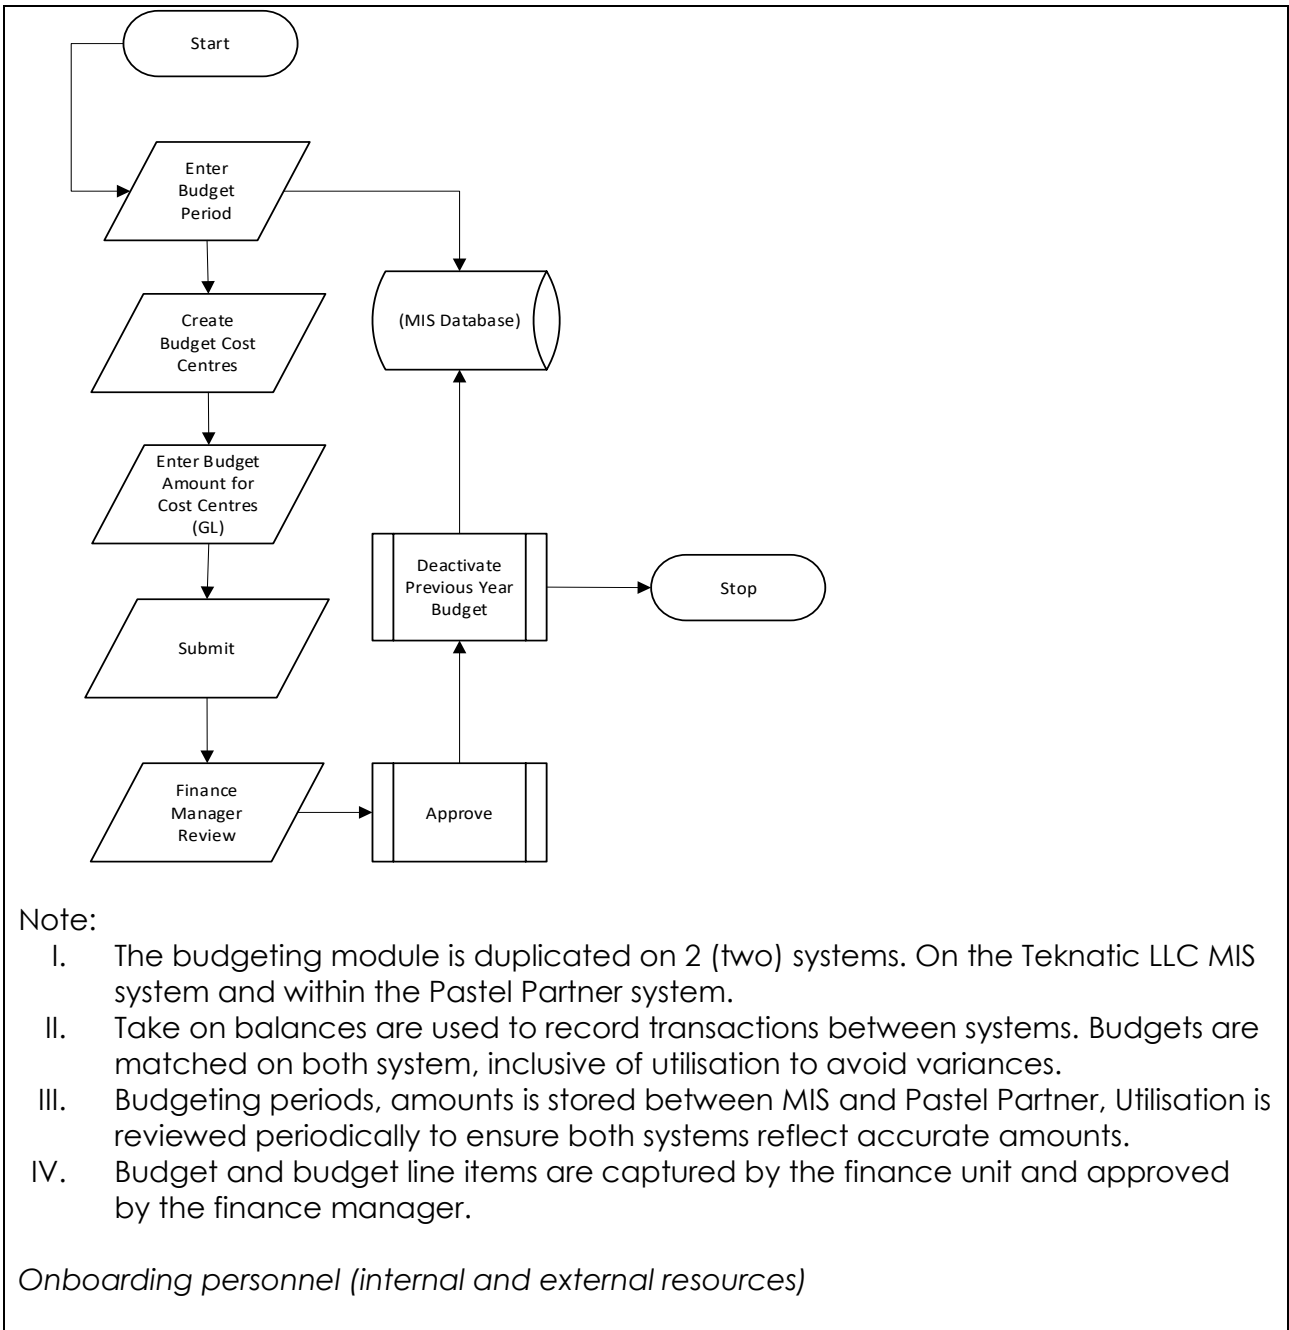 Start
Enter
Budget
Period
Create
Budget Cost
Centres
(MIS Database)
Enter Budget
Amount for
Cost Centres
(GL)
Deactivate
Previous Year
Budget
Stop
Submit
Finance
Manager
Review
Approve
Note:
I. The budgeting module is duplicated on 2 (two) systems. On the Teknatic LLC MIS
system and within the Pastel Partner system.
II. Take on balances are used to record transactions between systems. Budgets are
matched on both system, inclusive of utilisation to avoid variances.
III. Budgeting periods, amounts is stored between MIS and Pastel Partner, Utilisation is
reviewed periodically to ensure both systems reflect accurate amounts.
IV. Budget and budget line items are captured by the finance unit and approved
by the finance manager.
Onboarding personnel (internal and external resources)